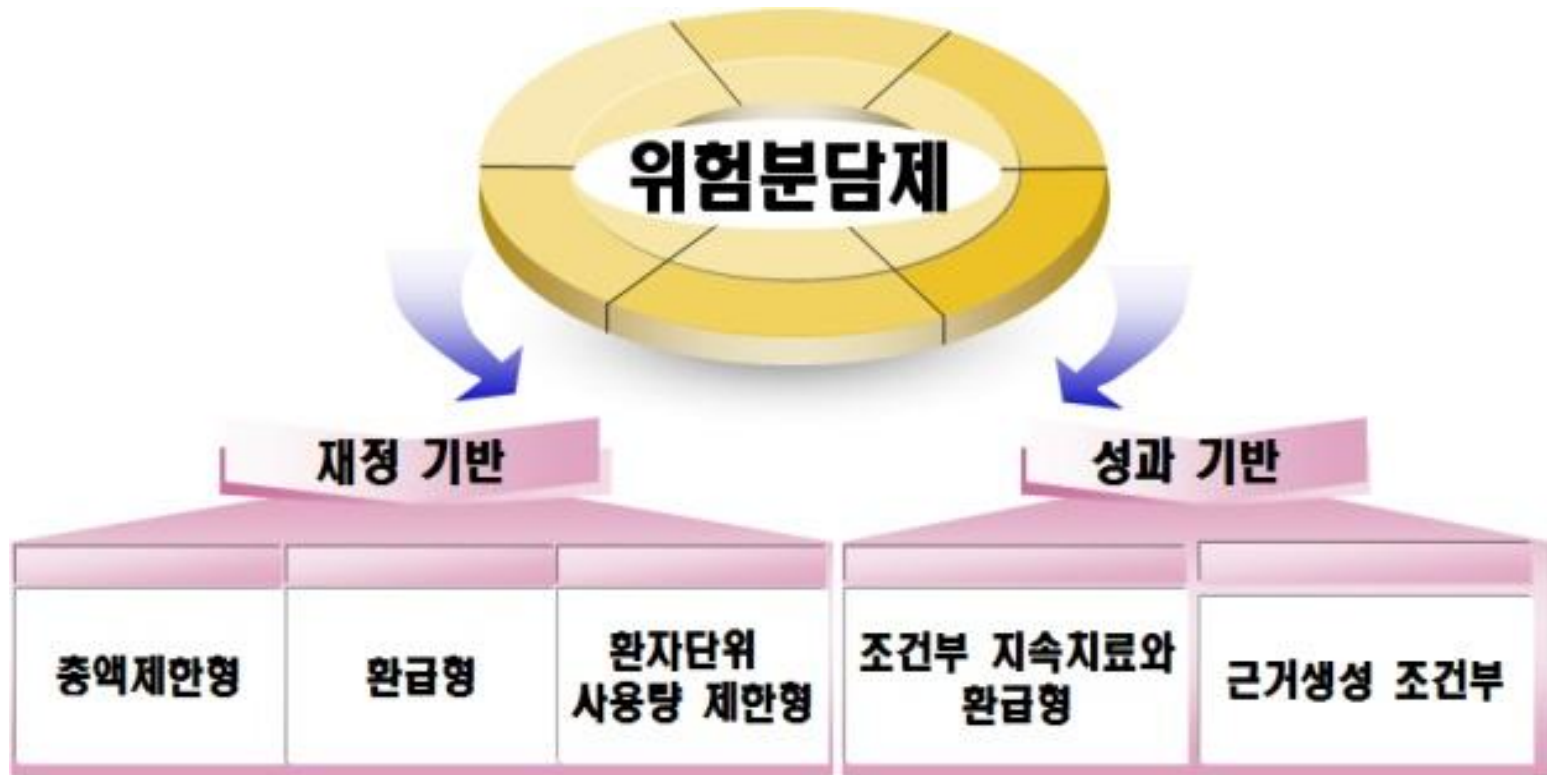 위험분담제
재정 기반
성과 기반
총액제한형
환급형
환자단위
사용량 제한형
조건부 지속치료와
환급형
근거생성 조건부